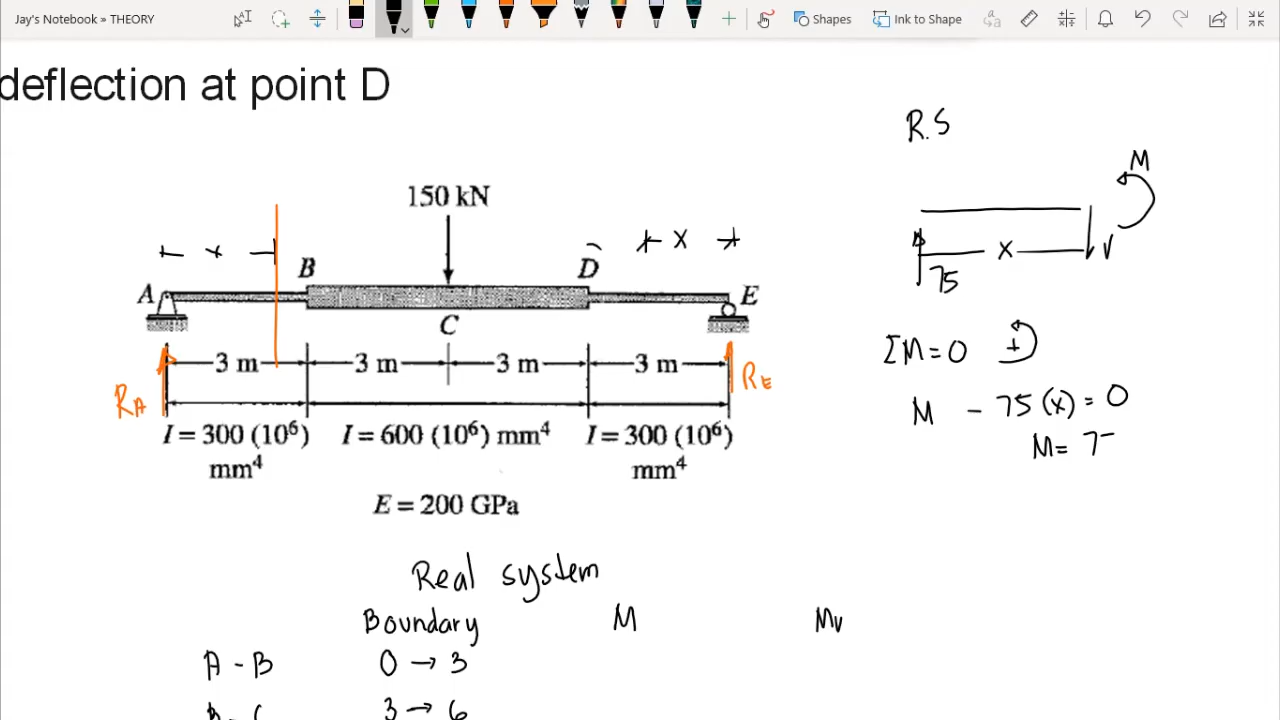 Jay's Notebook » THEORY
Shapes
Ink to Shape
deflection at point D
150 kN
x
B
D
x
A
C
E
3 m
3 m
3 m
3 m
RA
RE
I = 300 (10⁶) mm⁴
I = 600 (10⁶) mm⁴
I = 300 (10⁶) mm⁴
E = 200 GPa
R.S
M
x
V
75
ΣM=0 +
M - 75 (x) = 0
M= 7
Real system
Boundary M Mv
A - B 0 → 3
3 → 6